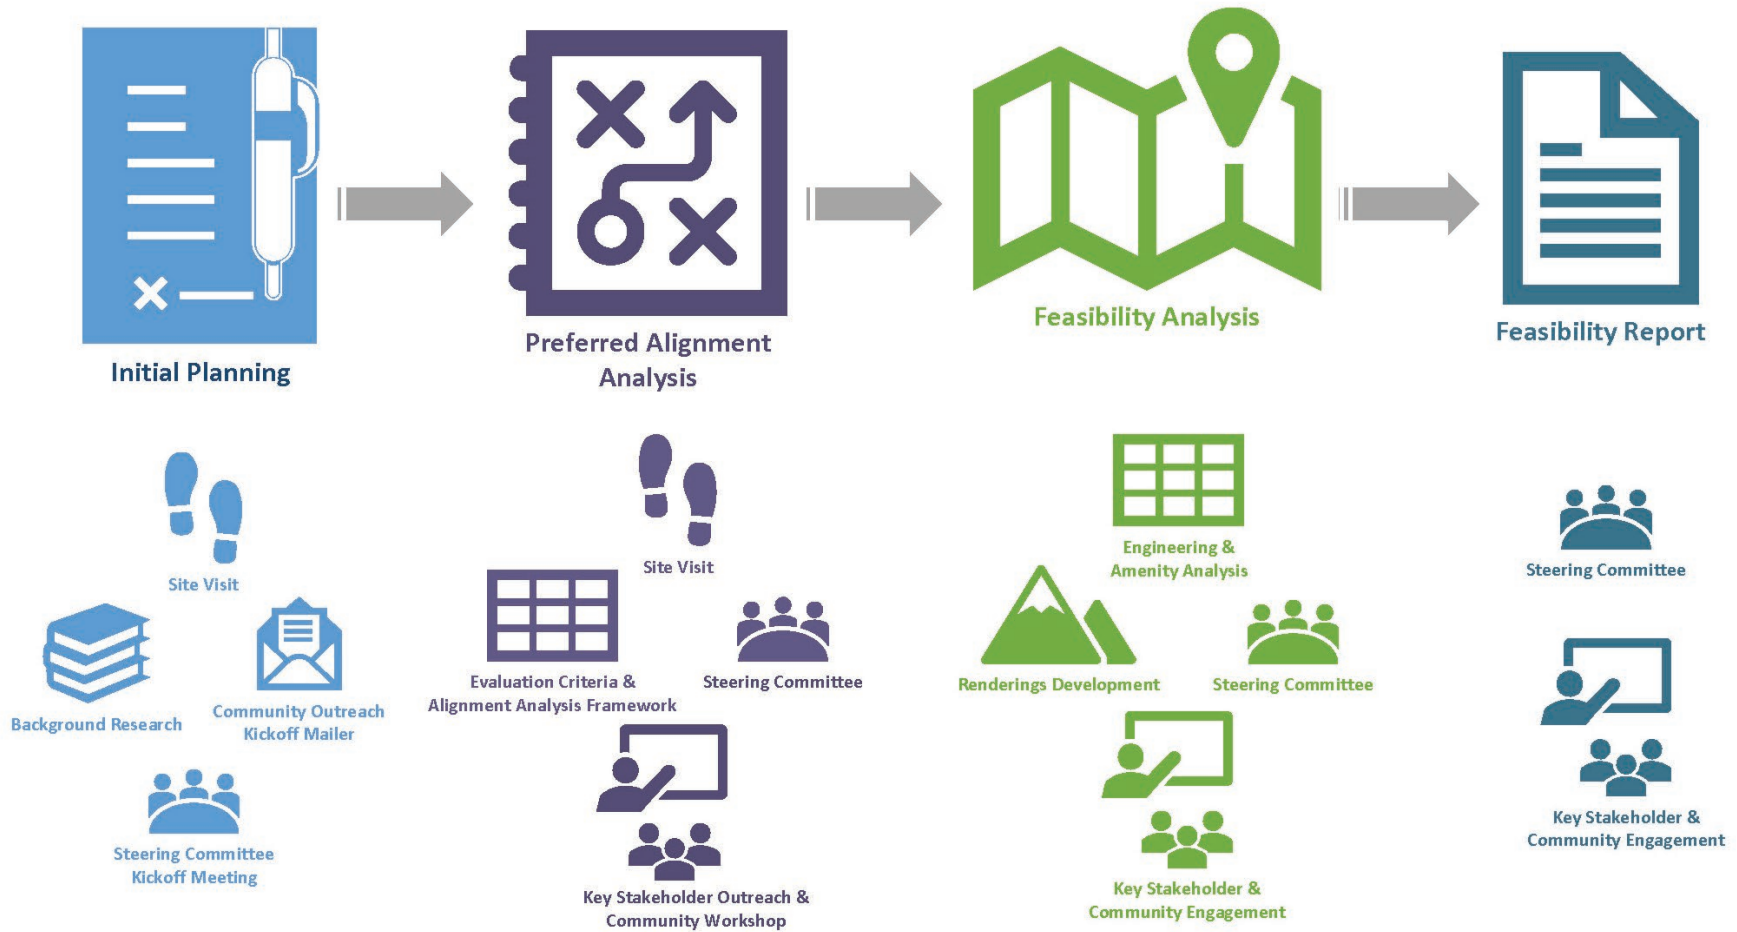 Initial Planning
Preferred Alignment
Analysis
Feasibility Analysis
Feasibility Report
Site Visit
Background Research
Community Outreach
Kickoff Mailer
Steering Committee
Kickoff Meeting
Site Visit
Evaluation Criteria &
Alignment Analysis Framework
Steering Committee
Key Stakeholder Outreach &
Community Workshop
Engineering &
Amenity Analysis
Renderings Development
Steering Committee
Key Stakeholder &
Community Engagement
Steering Committee
Key Stakeholder &
Community Engagement